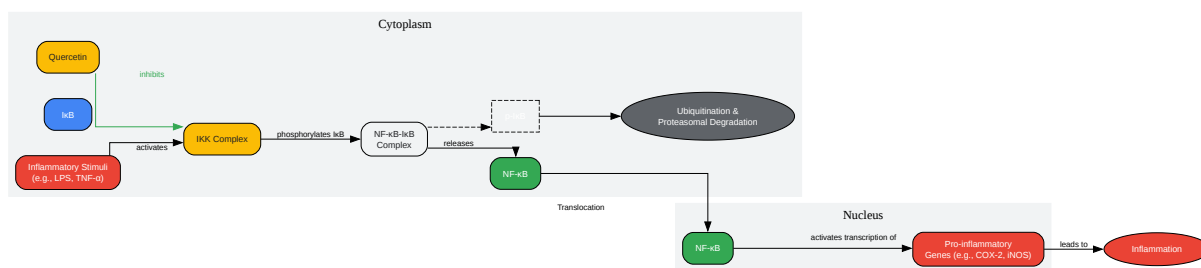 Cytoplasm
Quercetin
inhibits
IκB
IKK Complex
phosphorylates IκB
NF-κB-IκB
Complex
Ubiquitination &
Proteasomal Degradation
activates
releases
Inflammatory Stimuli
(e.g., LPS, TNF-α)
NF-κB
Translocation
Nucleus
NF-κB
activates transcription of
Pro-inflammatory
Genes (e.g., COX-2, iNOS)
leads to
Inflammation